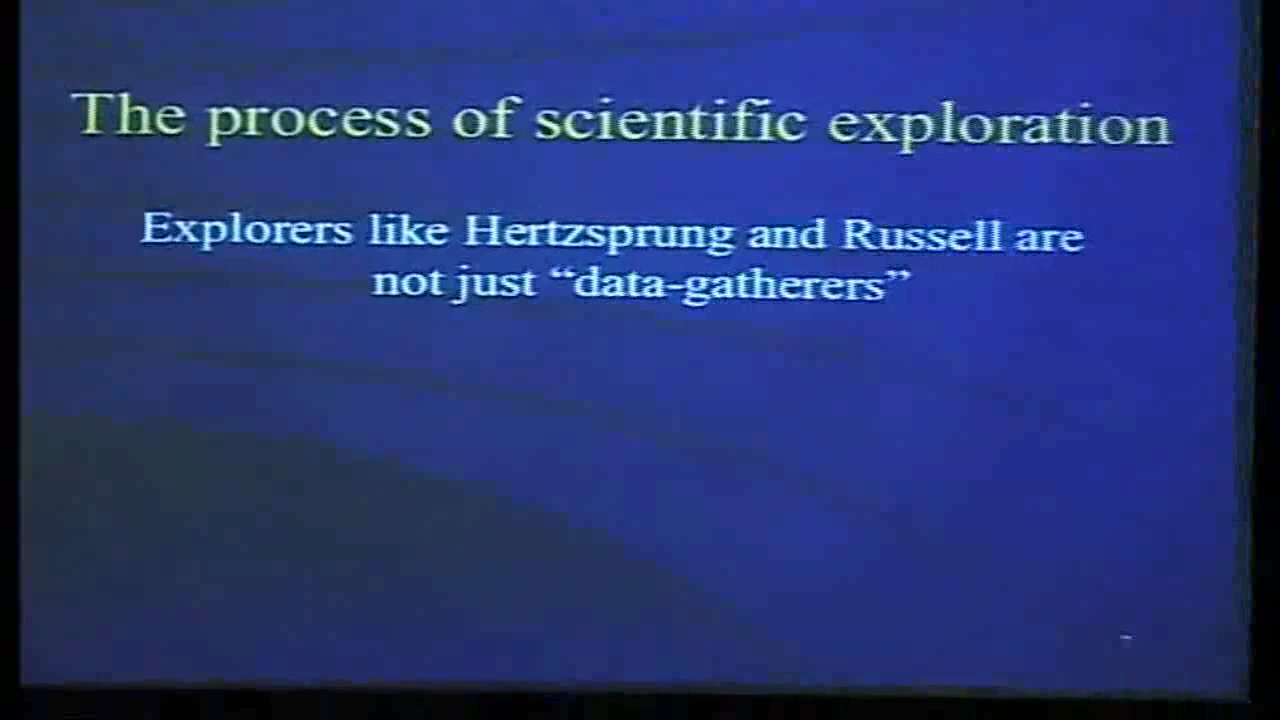 The process of scientific exploration
Explorers like Hertzsprung and Russell are
not just “data-gatherers”